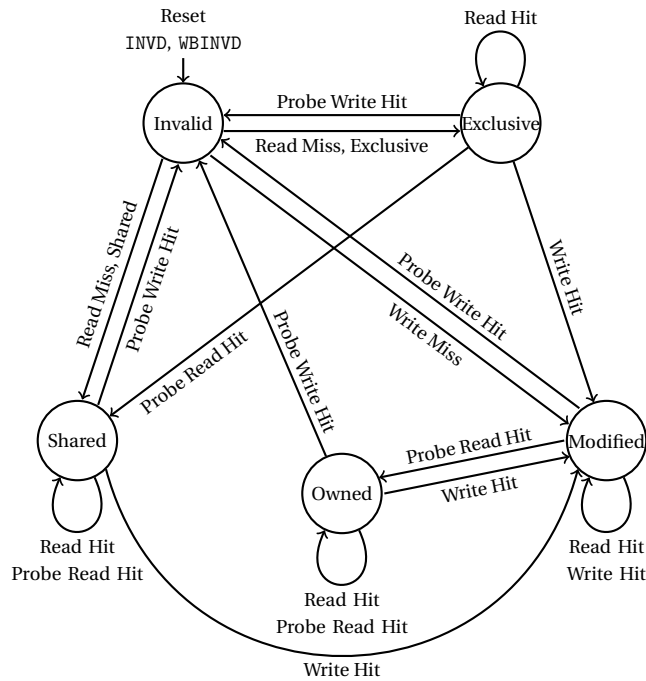 Reset
INVD, WBINVD
Read Hit
Invalid
Exclusive
Probe Write Hit
Read Miss, Exclusive
Read Miss, Shared
Probe Write Hit
Probe Write Hit
Write Miss
Write Hit
Probe Read Hit
Probe Write Hit
Shared
Owned
Modified
Probe Read Hit
Write Hit
Read Hit
Probe Read Hit
Read Hit
Probe Read Hit
Read Hit
Write Hit
Write Hit